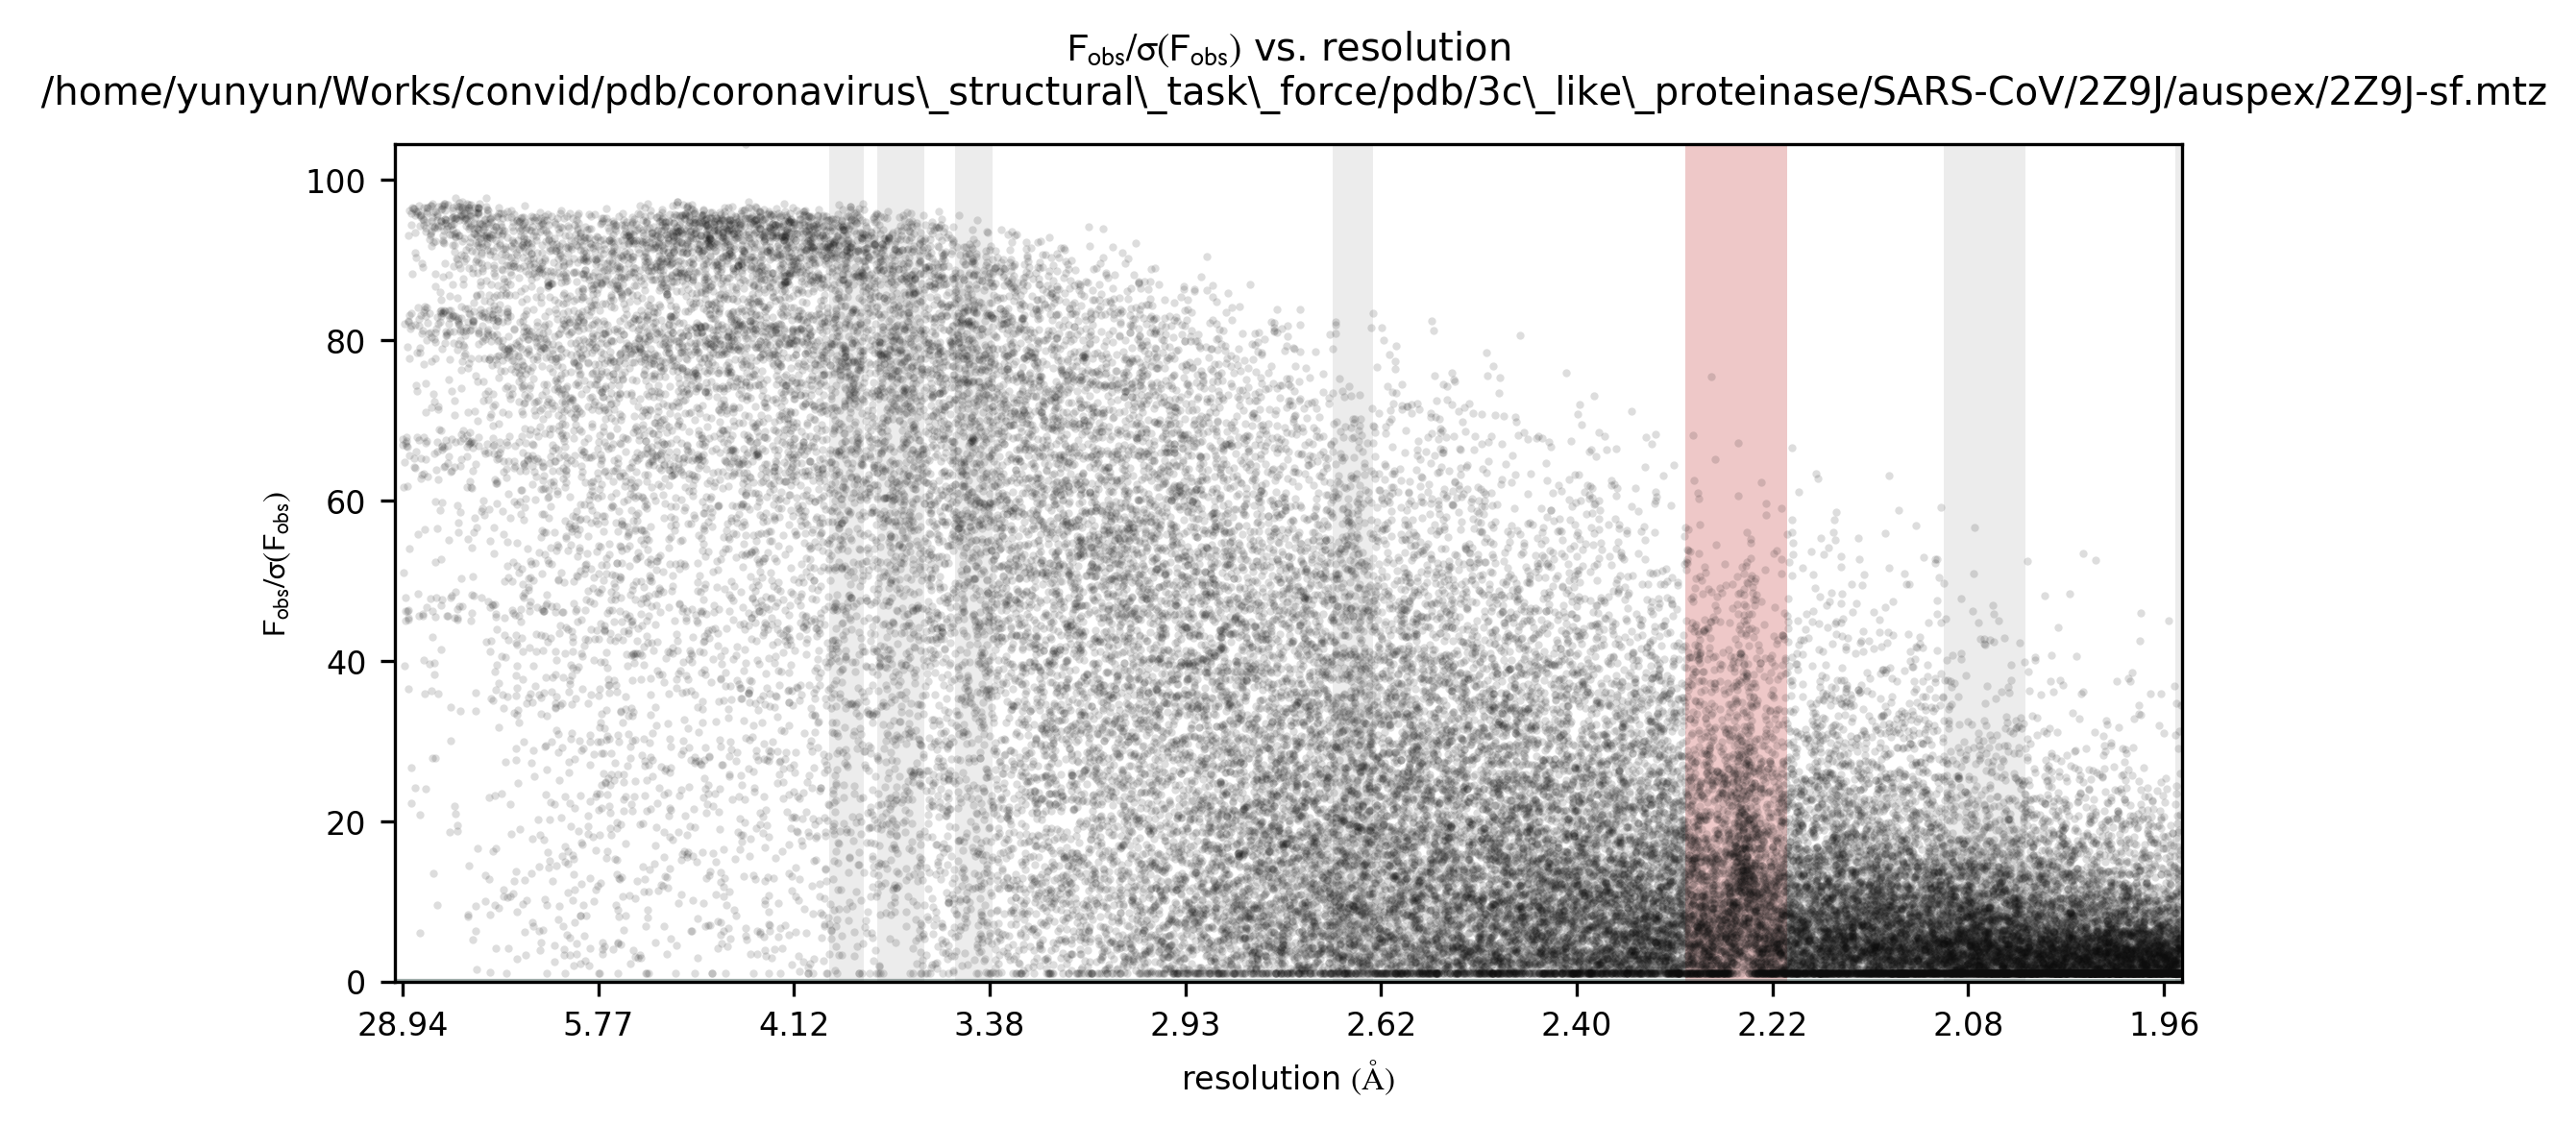 Fobs/σ(Fobs) vs. resolution
/home/yunyun/Works/convid/pdb/coronavirus\_structural\_task\_force/pdb/3c\_like\_proteinase/SARS-CoV/2Z9J/auspex/2Z9J-sf.mtz
100
80
60
40
20
0
Fobs/σ(Fobs)
28.94 5.77 4.12 3.38 2.93 2.62 2.40 2.22 2.08 1.96
resolution (Å)